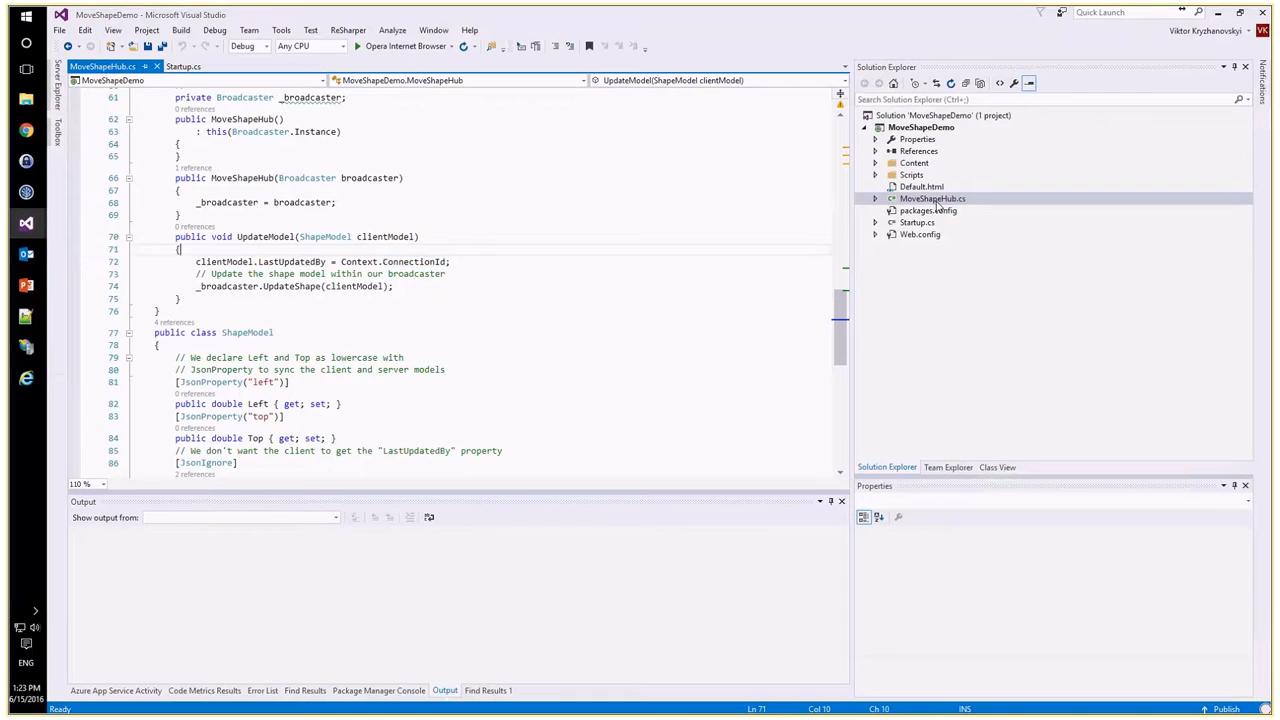 MoveShapeDemo - Microsoft Visual Studio
Quick Launch (Ctrl+Q)
File Edit View Project Build Debug Team Tools Test ReSharper Analyze Window Help
Viktor Kryzhanovskyi VK
Debug Any CPU Open Internet Browser
MoveShapeHub.cs Startup.cs
Server Explorer
Toolbox
MoveShapeDemo MoveShapeDemo.MoveShapeHub UpdateModel(ShapeModel clientModel)
61 private Broadcaster _broadcaster;
0 references
62 public MoveShapeHub()
63 : this(Broadcaster.Instance)
64 {
65 }
1 reference
66 public MoveShapeHub(Broadcaster broadcaster)
67 {
68 _broadcaster = broadcaster;
69 }
0 references
70 public void UpdateModel(ShapeModel clientModel)
71 {
72 clientModel.LastUpdatedBy = Context.ConnectionId;
73 // Update the shape model within our broadcaster
74 _broadcaster.UpdateShape(clientModel);
75 }
76 }
4 references
77 public class ShapeModel
78 {
79 // We declare Left and Top as lowercase with
80 // JsonProperty to sync the client and server models
81 [JsonProperty("left")]
0 references
82 public double Left { get; set; }
83 [JsonProperty("top")]
0 references
84 public double Top { get; set; }
85 // We don't want the client to get the "LastUpdatedBy" property
86 [JsonIgnore]
2 references
110 %
Solution Explorer
Search Solution Explorer (Ctrl+;)
Solution 'MoveShapeDemo' (1 project)
MoveShapeDemo
Properties
References
Content
Scripts
Default.html
MoveShapeHub.cs
packages.config
Startup.cs
Web.config
Solution Explorer Team Explorer Class View
Properties
Notifications
Output
Show output from:
Azure App Service Activity Code Metrics Results Error List Find Results Package Manager Console Output Find Results 1
Ready Ln 71 Col 10 Ch 10 INS Publish
ENG
1:23 PM
6/15/2016